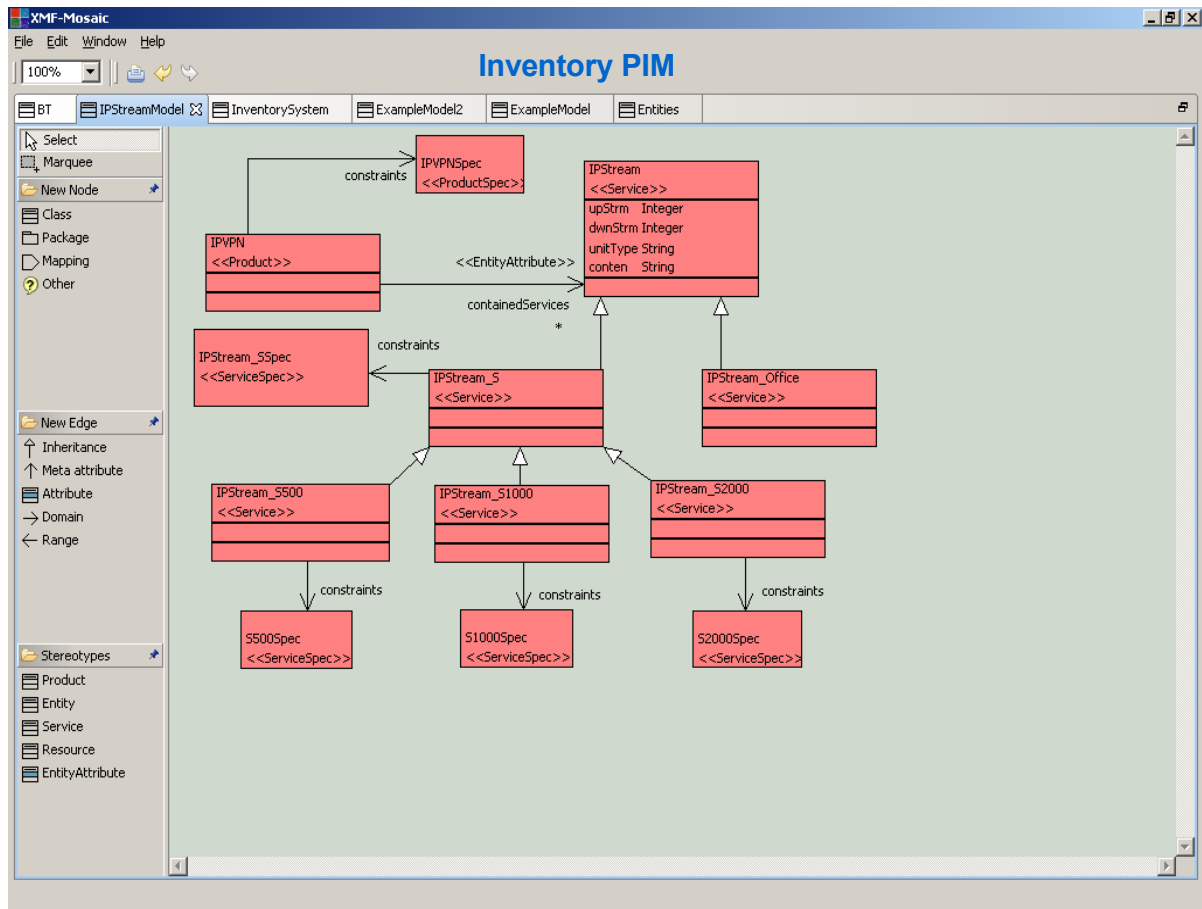 XMF-Mosaic
File Edit Window Help
100%
Inventory PIM
BT IPStreamModel InventorySystem ExampleModel2 ExampleModel Entities
Select
Marquee
New Node
Class
Package
Mapping
Other
New Edge
Inheritance
Meta attribute
Attribute
Domain
Range
Stereotypes
Product
Entity
Service
Resource
EntityAttribute
constraints
IPVPNSpec
<<ProductSpec>>
IPStream
<<Service>>
upStrm Integer
dwnStrm Integer
unitType String
conten String
IPVPN
<<Product>>
<<EntityAttribute>>
containedServices
*
IPStream_SSpec
<<ServiceSpec>>
constraints
IPStream_S
<<Service>>
IPStream_Office
<<Service>>
IPStream_S500
<<Service>>
IPStream_S1000
<<Service>>
IPStream_S2000
<<Service>>
constraints
constraints
constraints
S500Spec
<<ServiceSpec>>
S1000Spec
<<ServiceSpec>>
S2000Spec
<<ServiceSpec>>